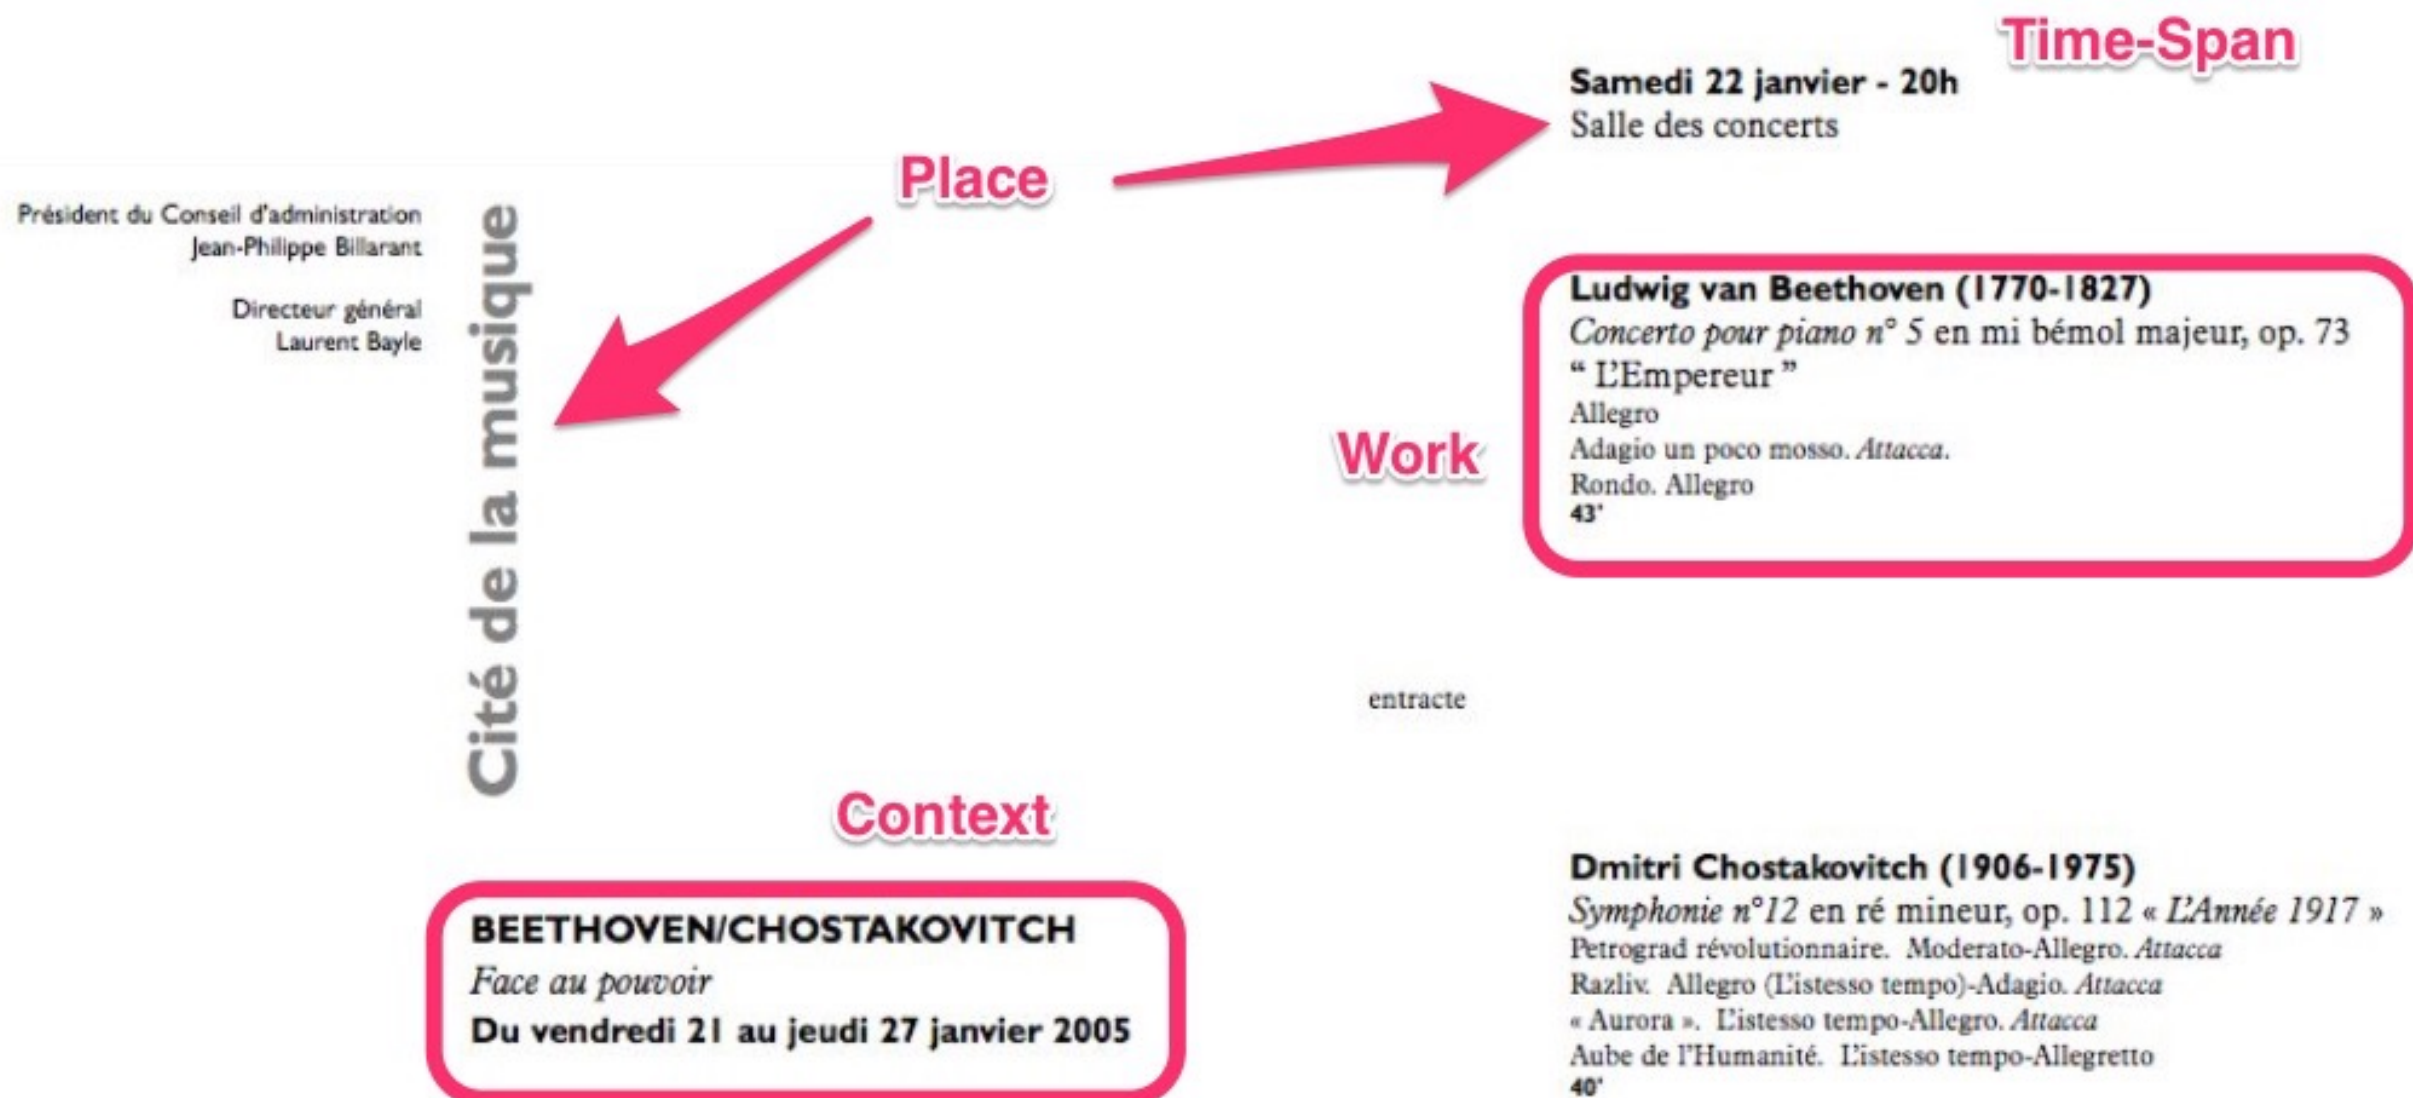 Time-Span
Samedi 22 janvier - 20h
Salle des concerts
Place
Président du Conseil d'administration
Jean-Philippe Billarant
Directeur général
Laurent Bayle
Cité de la musique
Ludwig van Beethoven (1770-1827)
Concerto pour piano n° 5 en mi bémol majeur, op. 73
“ L’Empereur ”
Allegro
Adagio un poco mosso. Attacca.
Rondo. Allegro
43'
Work
entracte
Context
BEETHOVEN/CHOSTAKOVITCH
Face au pouvoir
Du vendredi 21 au jeudi 27 janvier 2005
Dmitri Chostakovitch (1906-1975)
Symphonie n°12 en ré mineur, op. 112 « L’Année 1917 »
Petrograd révolutionnaire. Moderato-Allegro. Attacca
Razliv. Allegro (L’istesso tempo)-Adagio. Attacca
« Aurora ». L’istesso tempo-Allegro. Attacca
Aube de l’Humanité. L’istesso tempo-Allegretto
40'